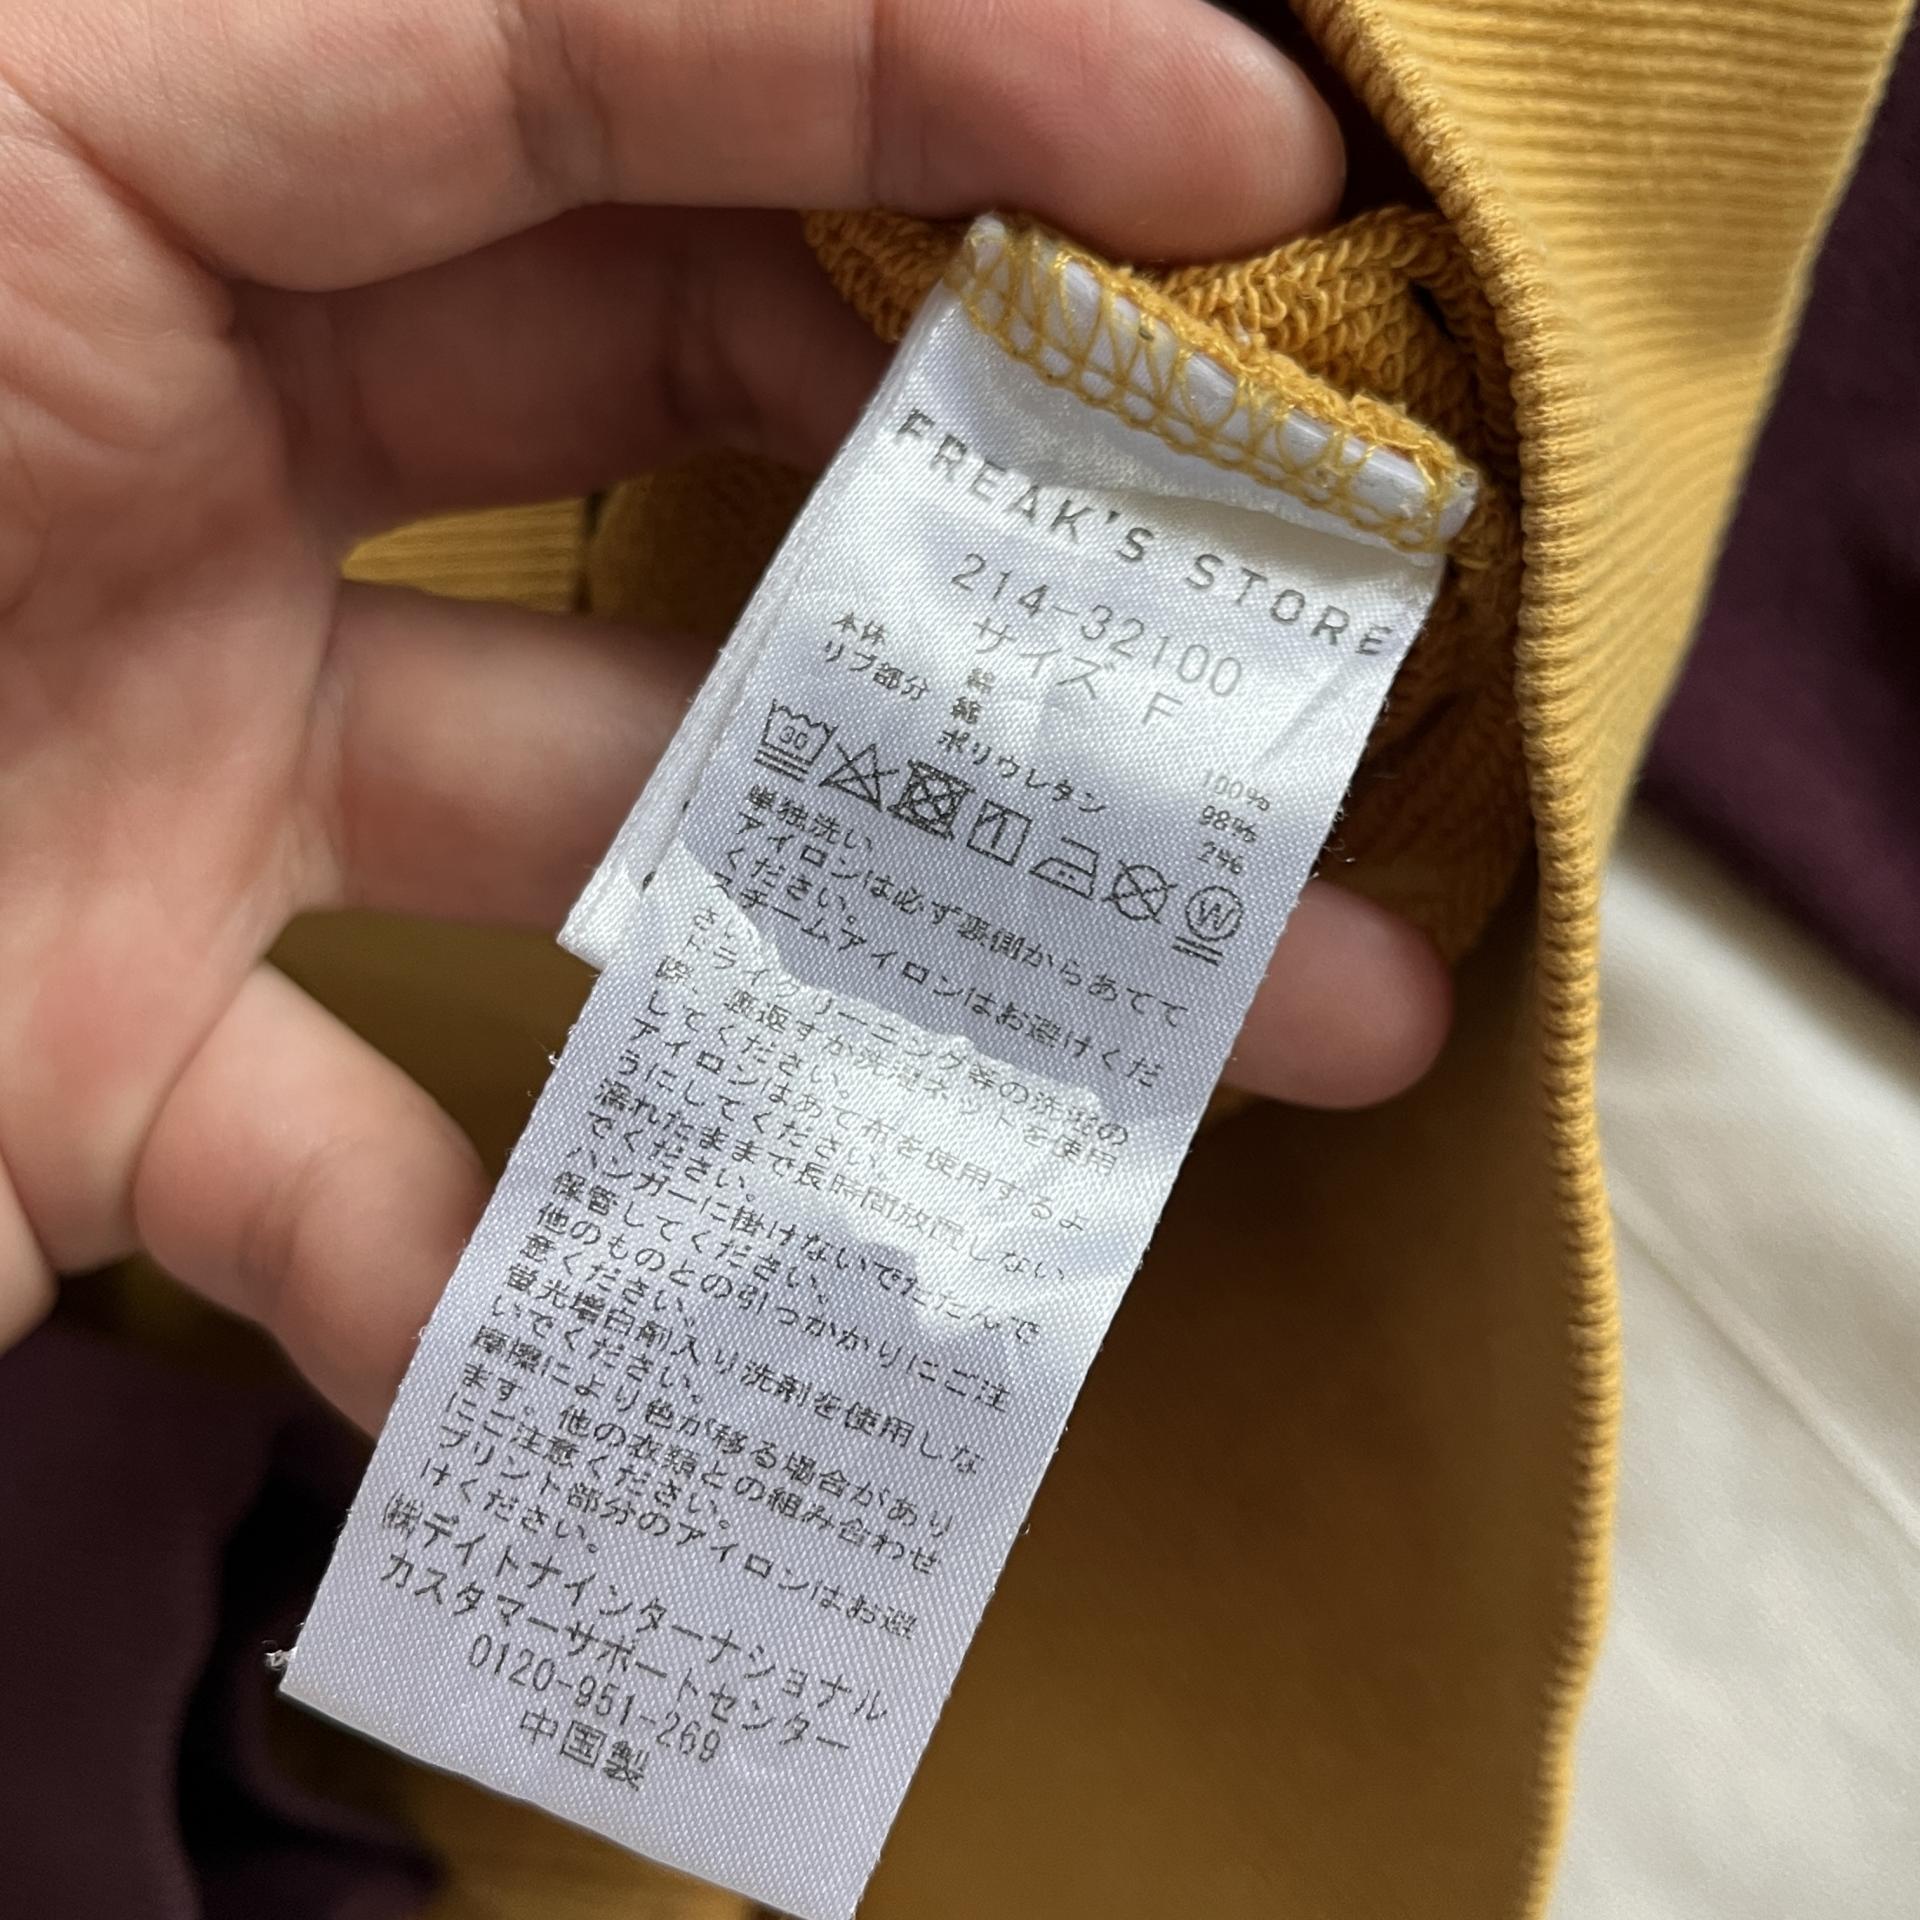 FREAK'S STORE
214-32100
サイズ F
本体 綿 100%
リブ部分 綿 98%
ポリウレタン 2%
30
W
単独洗い。
アイロンは必ず裏側からあてて
ください。
スチームアイロンはお避けくだ
さい。
ドライクリーニング等の洗濯の
際、裏返すか洗濯ネットを使用
してください。
アイロンはあて布を使用するよ
うにしてください。
濡れたままで長時間放置しない
でください。
ハンガーに掛けないでたたんで
保管してください。
他のものとの引っかかりにご注
意ください。
蛍光増白剤入り洗剤を使用しな
いでください。
摩擦により色が移る場合があり
ます。他の衣類との組み合わせ
にご注意ください。
プリント部分のアイロンはお避
けください。
㈱デイトナインターナショナル
カスタマーサポートセンター
0120-951-269
中国製